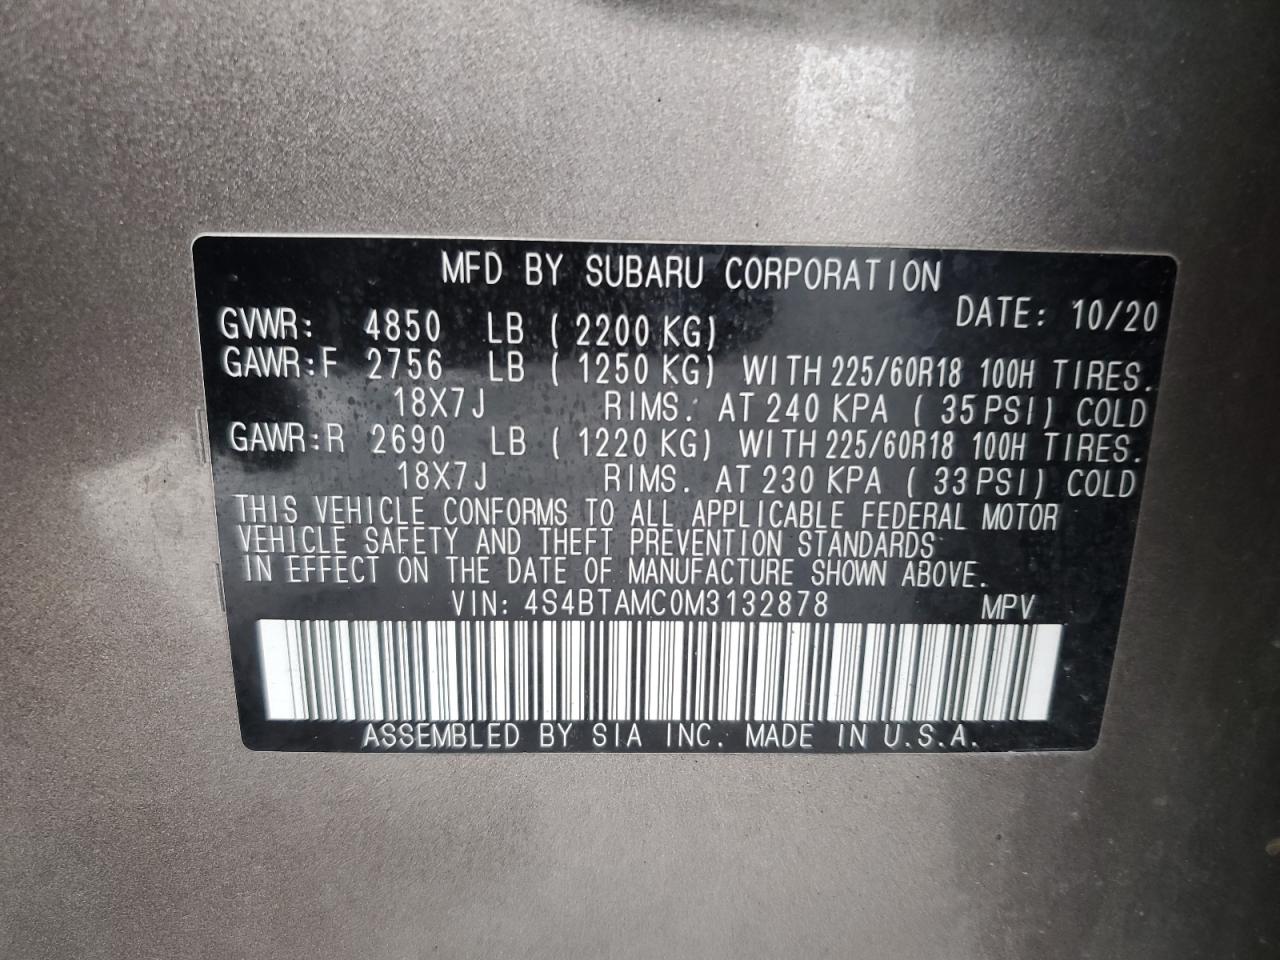 MFD BY SUBARU CORPORATION
DATE: 10/20
GVWR: 4850 LB ( 2200 KG)
GAWR:F 2756 LB ( 1250 KG) WITH 225/60R18 100H TIRES.
18X7J RIMS. AT 240 KPA ( 35 PSI) COLD
GAWR:R 2690 LB ( 1220 KG) WITH 225/60R18 100H TIRES.
18X7J RIMS. AT 230 KPA ( 33 PSI) COLD
THIS VEHICLE CONFORMS TO ALL APPLICABLE FEDERAL MOTOR
VEHICLE SAFETY AND THEFT PREVENTION STANDARDS
IN EFFECT ON THE DATE OF MANUFACTURE SHOWN ABOVE.
VIN: 4S4BTAMC0M3132878 MPV
ASSEMBLED BY SIA INC. MADE IN U.S.A.